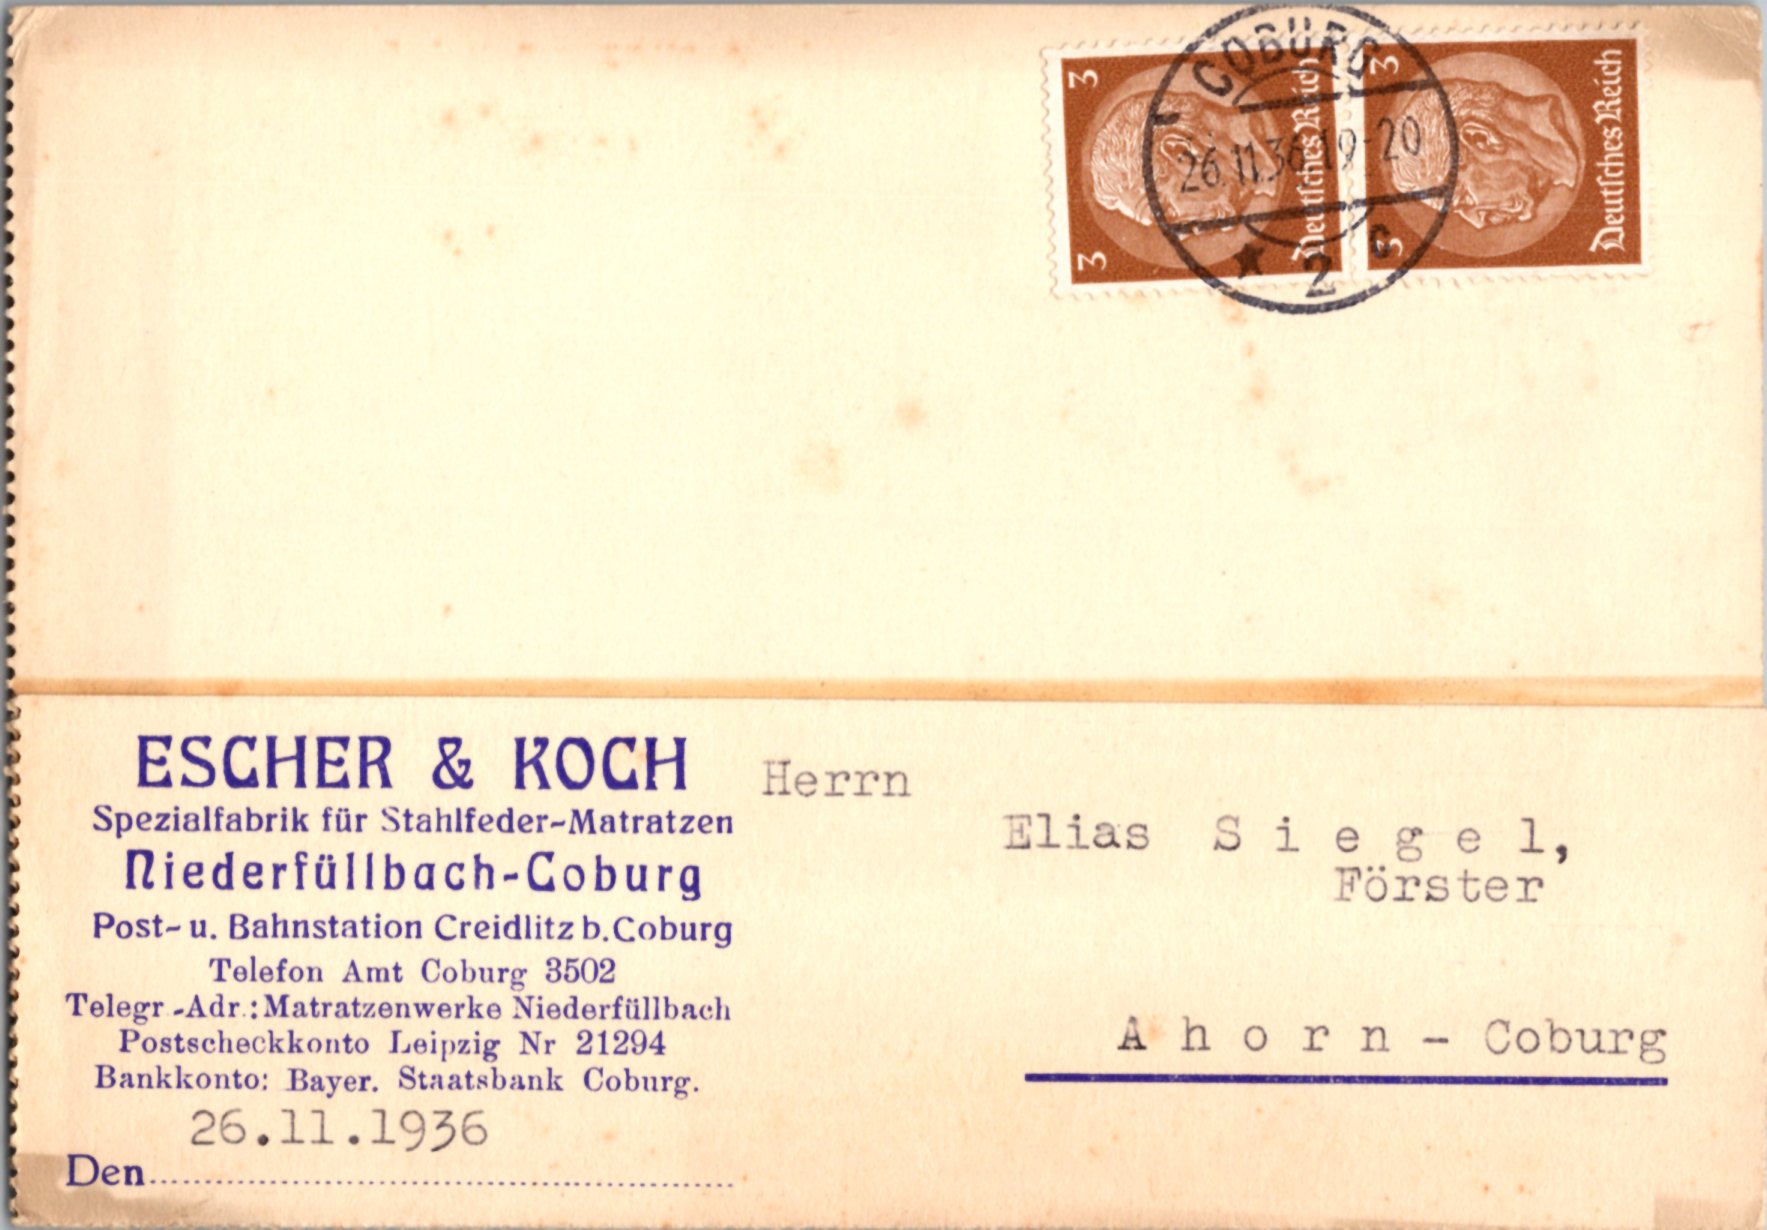 COBURG
26.11.36.19-20
* 2 c
3
3
Deutsches Reich
3
3
Deutsches Reich
ESCHER & KOCH
Spezialfabrik für Stahlfeder-Matratzen
Niederfüllbach-Coburg
Post- u. Bahnstation Creidlitz b. Coburg
Telefon Amt Coburg 3502
Telegr.-Adr.: Matratzenwerke Niederfüllbach
Postscheckkonto Leipzig Nr 21294
Bankkonto: Bayer. Staatsbank Coburg.
26.11.1936
Den
Herrn
Elias S i e g e l,
Förster
A h o r n - Coburg